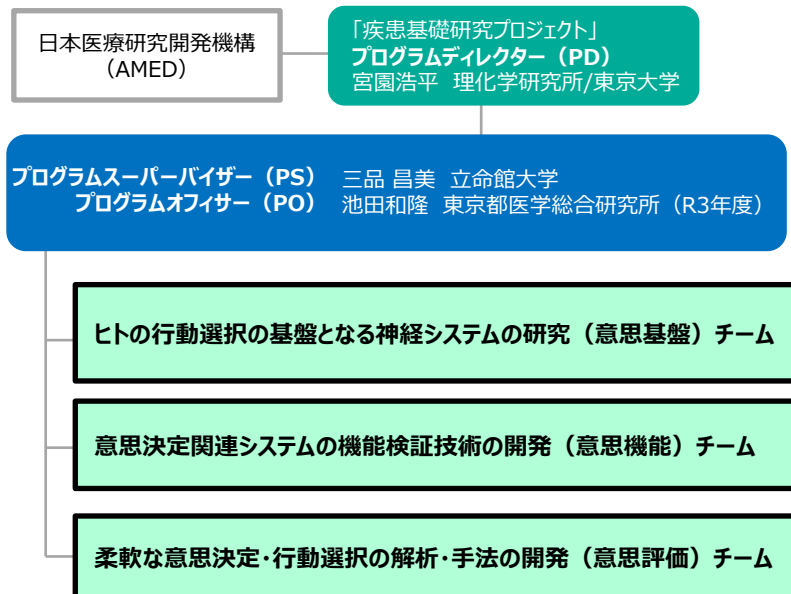 日本医療研究開発機構
（AMED）
「疾患基礎研究プロジェクト」
プログラムディレクター（PD）
宮園浩平 理化学研究所/東京大学
プログラムスーパーバイザー（PS） 三品 昌美 立命館大学
プログラムオフィサー（PO） 池田和隆 東京都医学総合研究所（R3年度）
ヒトの行動選択の基盤となる神経システムの研究（意思基盤）チーム
意思決定関連システムの機能検証技術の開発（意思機能）チーム
柔軟な意思決定・行動選択の解析・手法の開発（意思評価）チーム